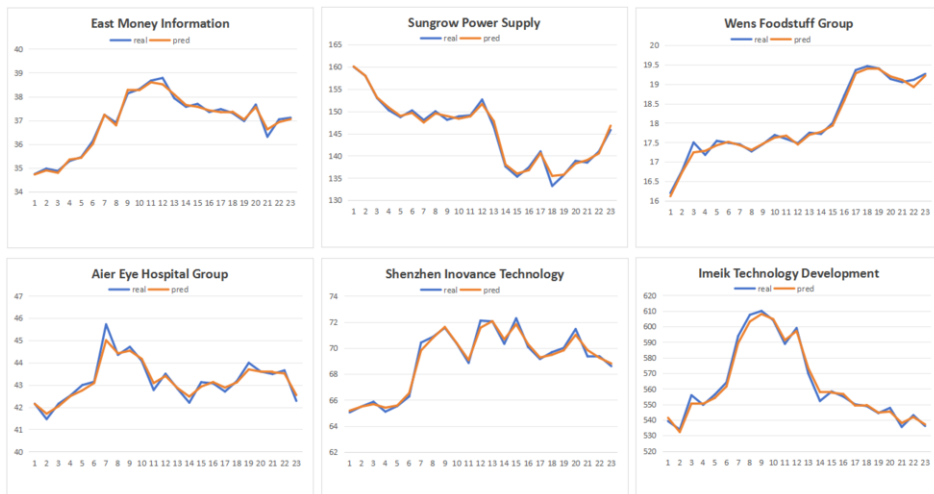 East Money Information
real pred
40
39
38
37
36
35
34
1 2 3 4 5 6 7 8 9 10 11 12 13 14 15 16 17 18 19 20 21 22 23
Sungrow Power Supply
real pred
165
160
155
150
145
140
135
130
1 2 3 4 5 6 7 8 9 10 11 12 13 14 15 16 17 18 19 20 21 22 23
Wens Foodstuff Group
real pred
20
19.5
19
18.5
18
17.5
17
16.5
16
1 2 3 4 5 6 7 8 9 10 11 12 13 14 15 16 17 18 19 20 21 22 23
Aier Eye Hospital Group
real pred
47
46
45
44
43
42
41
40
1 2 3 4 5 6 7 8 9 10 11 12 13 14 15 16 17 18 19 20 21 22 23
Shenzhen Inovance Technology
real pred
74
72
70
68
66
64
62
1 2 3 4 5 6 7 8 9 10 11 12 13 14 15 16 17 18 19 20 21 22 23
Imeik Technology Development
real pred
620
610
600
590
580
570
560
550
540
530
520
1 2 3 4 5 6 7 8 9 10 11 12 13 14 15 16 17 18 19 20 21 22 23